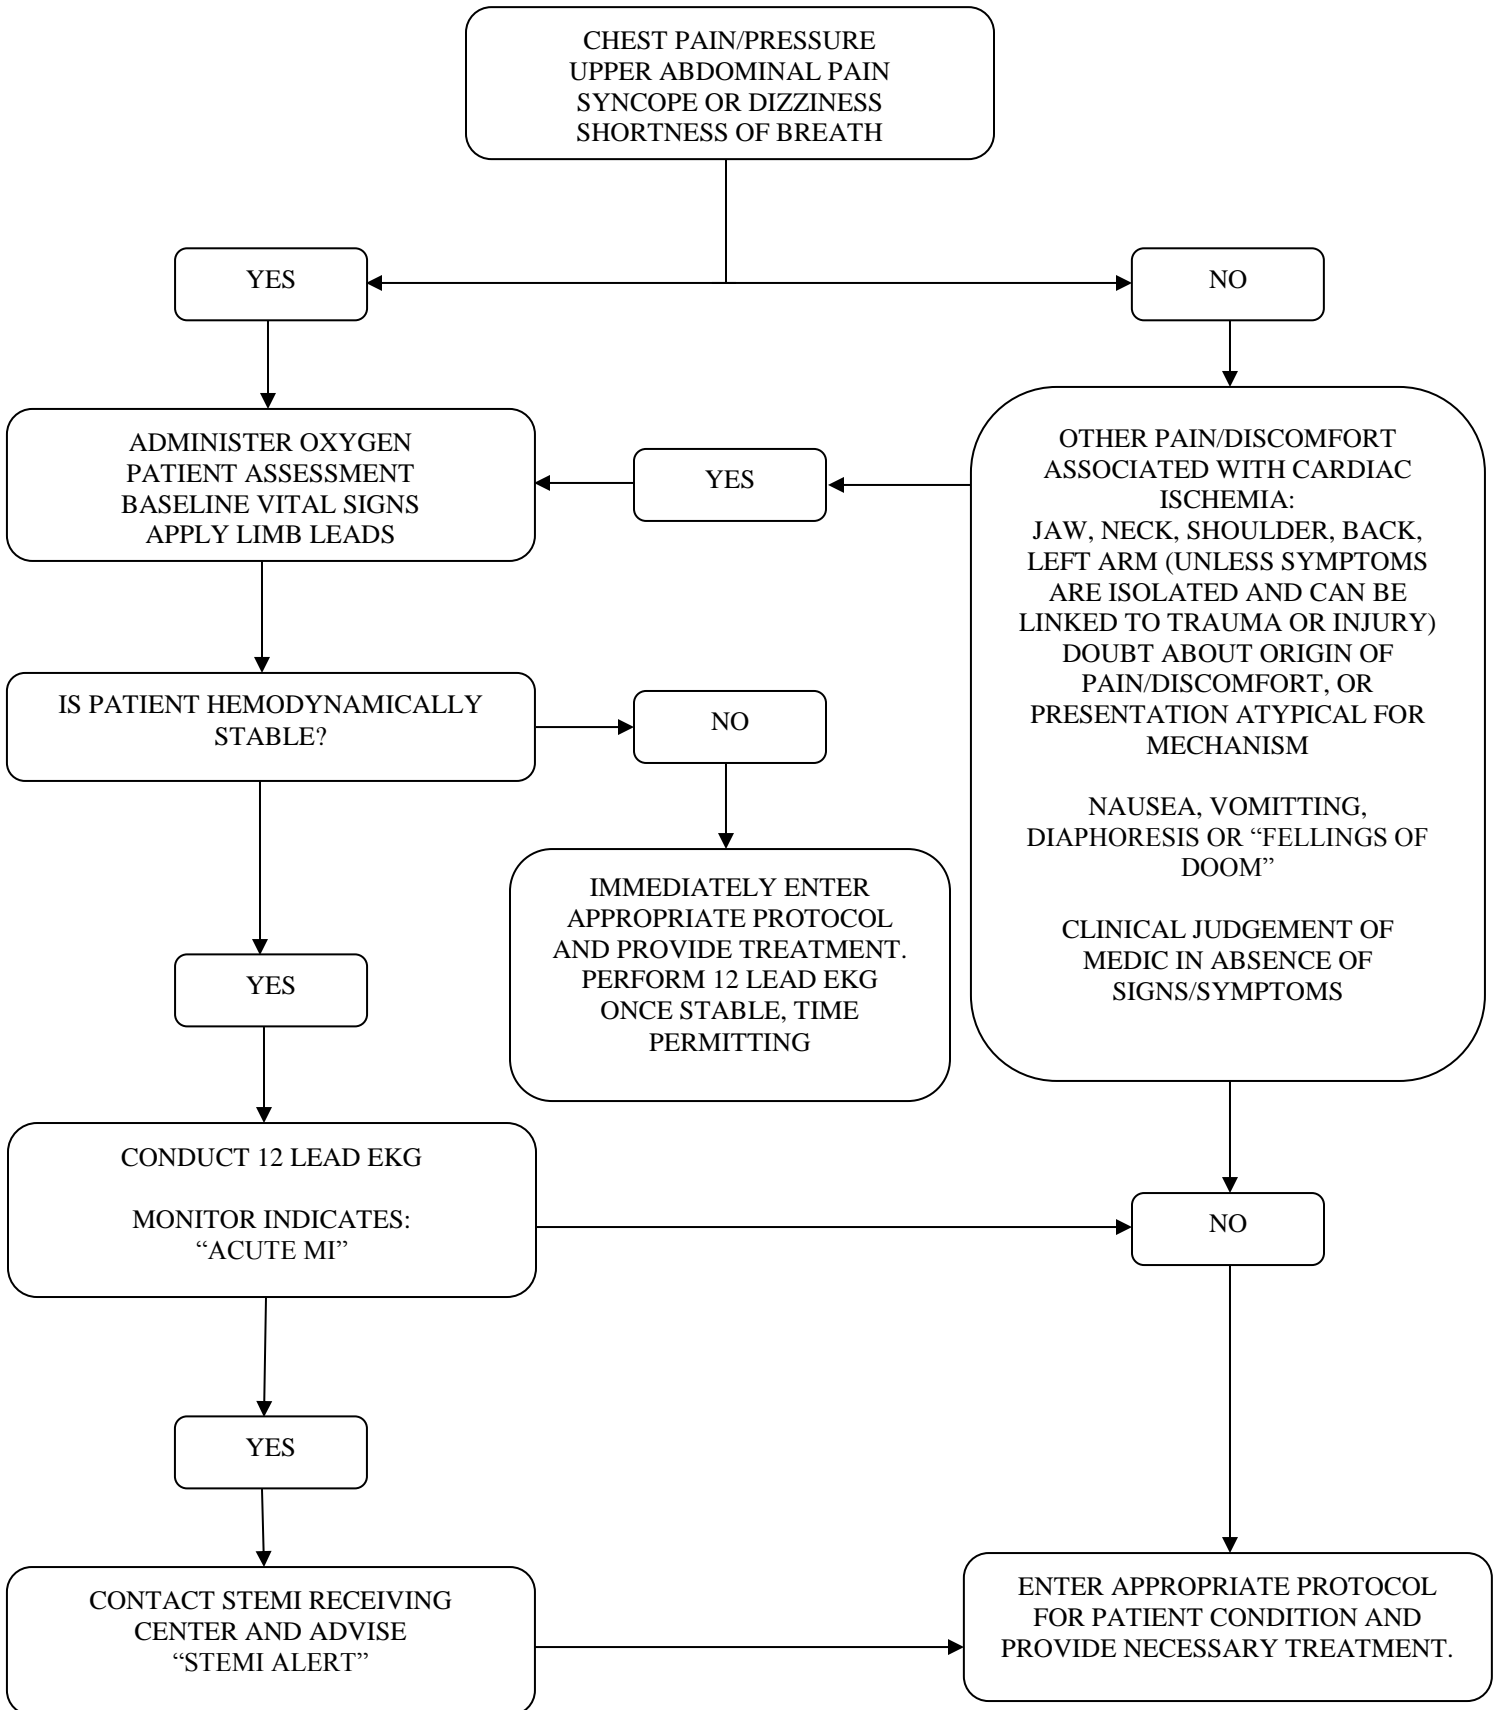 CHEST PAIN/PRESSURE
UPPER ABDOMINAL PAIN
SYNCOPE OR DIZZINESS
SHORTNESS OF BREATH
YES
NO
ADMINISTER OXYGEN
PATIENT ASSESSMENT
BASELINE VITAL SIGNS
APPLY LIMB LEADS
YES
OTHER PAIN/DISCOMFORT
ASSOCIATED WITH CARDIAC
ISCHEMIA:
JAW, NECK, SHOULDER, BACK,
LEFT ARM (UNLESS SYMPTOMS
ARE ISOLATED AND CAN BE
LINKED TO TRAUMA OR INJURY)
DOUBT ABOUT ORIGIN OF
PAIN/DISCOMFORT, OR
PRESENTATION ATYPICAL FOR
MECHANISM
NAUSEA, VOMITTING,
DIAPHORESIS OR “FELLINGS OF
DOOM”
CLINICAL JUDGEMENT OF
MEDIC IN ABSENCE OF
SIGNS/SYMPTOMS
IS PATIENT HEMODYNAMICALLY
STABLE?
NO
IMMEDIATELY ENTER
APPROPRIATE PROTOCOL
AND PROVIDE TREATMENT.
PERFORM 12 LEAD EKG
ONCE STABLE, TIME
PERMITTING
YES
CONDUCT 12 LEAD EKG
MONITOR INDICATES:
“ACUTE MI”
NO
YES
CONTACT STEMI RECEIVING
CENTER AND ADVISE
“STEMI ALERT”
ENTER APPROPRIATE PROTOCOL
FOR PATIENT CONDITION AND
PROVIDE NECESSARY TREATMENT.